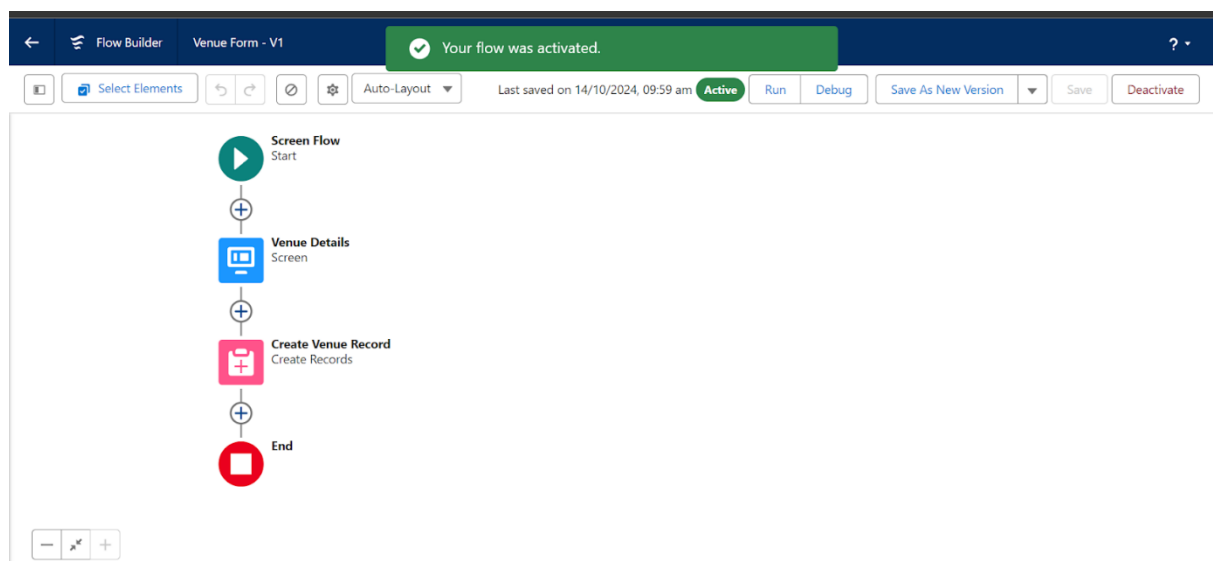 Flow Builder Venue Form - V1 Your flow was activated. ?
Select Elements Auto-Layout Last saved on 14/10/2024, 09:59 am Active Run Debug Save As New Version Save Deactivate
Screen Flow
Start
Venue Details
Screen
Create Venue Record
Create Records
End